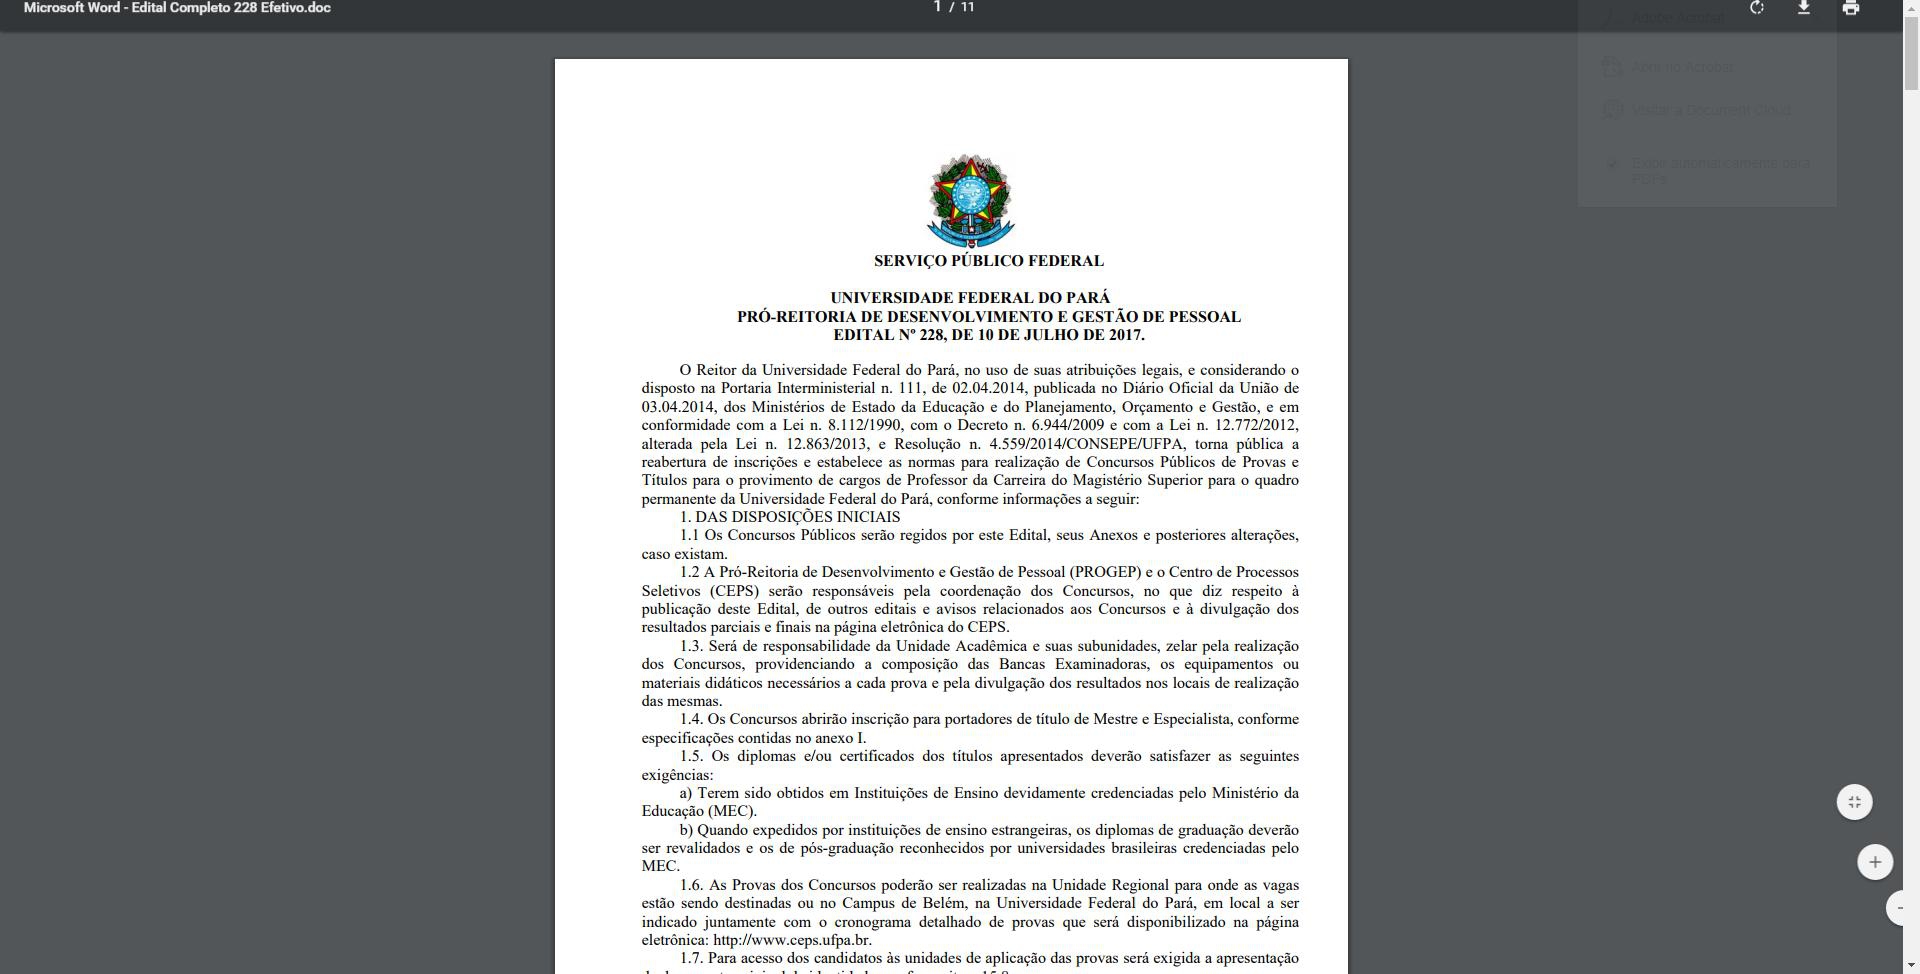 Microsoft Word - Edital Completo 228 Efetivo.doc
1 / 11
Adobe Acrobat
Abrir no Acrobat
Visitar a Document Cloud
Exibir automaticamente para
PDFs
SERVIÇO PÚBLICO FEDERAL
UNIVERSIDADE FEDERAL DO PARÁ
PRÓ-REITORIA DE DESENVOLVIMENTO E GESTÃO DE PESSOAL
EDITAL Nº 228, DE 10 DE JULHO DE 2017.
O Reitor da Universidade Federal do Pará, no uso de suas atribuições legais, e considerando o
disposto na Portaria Interministerial n. 111, de 02.04.2014, publicada no Diário Oficial da União de
03.04.2014, dos Ministérios de Estado da Educação e do Planejamento, Orçamento e Gestão, e em
conformidade com a Lei n. 8.112/1990, com o Decreto n. 6.944/2009 e com a Lei n. 12.772/2012,
alterada pela Lei n. 12.863/2013, e Resolução n. 4.559/2014/CONSEPE/UFPA, torna pública a
reabertura de inscrições e estabelece as normas para realização de Concursos Públicos de Provas e
Títulos para o provimento de cargos de Professor da Carreira do Magistério Superior para o quadro
permanente da Universidade Federal do Pará, conforme informações a seguir:
1. DAS DISPOSIÇÕES INICIAIS
1.1 Os Concursos Públicos serão regidos por este Edital, seus Anexos e posteriores alterações,
caso existam.
1.2 A Pró-Reitoria de Desenvolvimento e Gestão de Pessoal (PROGEP) e o Centro de Processos
Seletivos (CEPS) serão responsáveis pela coordenação dos Concursos, no que diz respeito à
publicação deste Edital, de outros editais e avisos relacionados aos Concursos e à divulgação dos
resultados parciais e finais na página eletrônica do CEPS.
1.3. Será de responsabilidade da Unidade Acadêmica e suas subunidades, zelar pela realização
dos Concursos, providenciando a composição das Bancas Examinadoras, os equipamentos ou
materiais didáticos necessários a cada prova e pela divulgação dos resultados nos locais de realização
das mesmas.
1.4. Os Concursos abrirão inscrição para portadores de título de Mestre e Especialista, conforme
especificações contidas no anexo I.
1.5. Os diplomas e/ou certificados dos títulos apresentados deverão satisfazer as seguintes
exigências:
a) Terem sido obtidos em Instituições de Ensino devidamente credenciadas pelo Ministério da
Educação (MEC).
b) Quando expedidos por instituições de ensino estrangeiras, os diplomas de graduação deverão
ser revalidados e os de pós-graduação reconhecidos por universidades brasileiras credenciadas pelo
MEC.
1.6. As Provas dos Concursos poderão ser realizadas na Unidade Regional para onde as vagas
estão sendo destinadas ou no Campus de Belém, na Universidade Federal do Pará, em local a ser
indicado juntamente com o cronograma detalhado de provas que será disponibilizado na página
eletrônica: http://www.ceps.ufpa.br.
1.7. Para acesso dos candidatos às unidades de aplicação das provas será exigida a apresentação